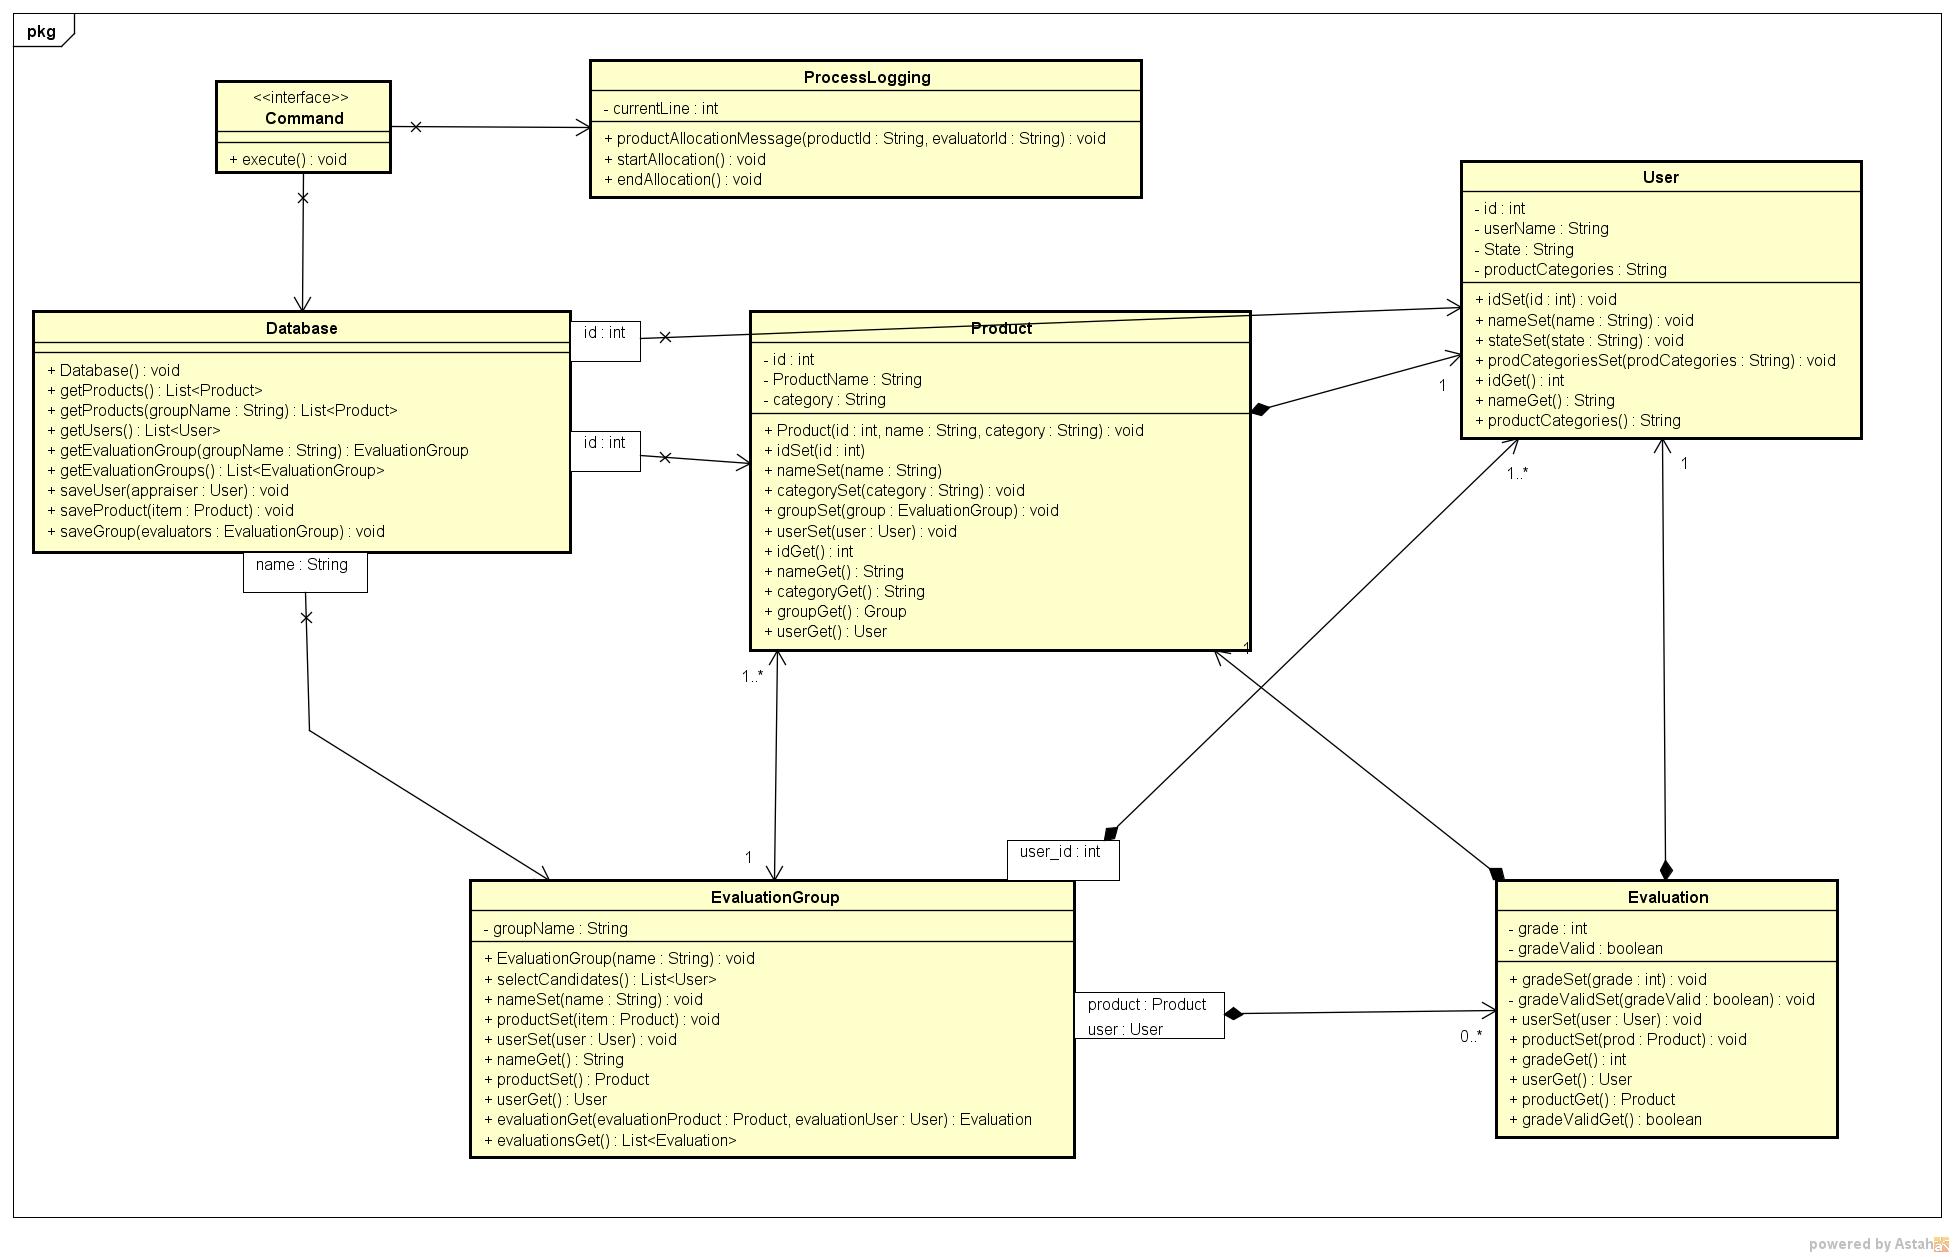 pkg
<<interface>>
Command
+ execute() : void
ProcessLogging
- currentLine : int
+ productAllocationMessage(productId : String, evaluatorId : String) : void
+ startAllocation() : void
+ endAllocation() : void
User
- id : int
- userName : String
- State : String
- productCategories : String
+ idSet(id : int) : void
+ nameSet(name : String) : void
+ stateSet(state : String) : void
+ prodCategoriesSet(prodCategories : String) : void
+ idGet() : int
+ nameGet() : String
+ productCategories() : String
Database
+ Database() : void
+ getProducts() : List<Product>
+ getProducts(groupName : String) : List<Product>
+ getUsers() : List<User>
+ getEvaluationGroup(groupName : String) : EvaluationGroup
+ getEvaluationGroups() : List<EvaluationGroup>
+ saveUser(appraiser : User) : void
+ saveProduct(item : Product) : void
+ saveGroup(evaluators : EvaluationGroup) : void
id : int
id : int
name : String
Product
- id : int
- ProductName : String
- category : String
+ Product(id : int, name : String, category : String) : void
+ idSet(id : int)
+ nameSet(name : String)
+ categorySet(category : String) : void
+ groupSet(group : EvaluationGroup) : void
+ userSet(user : User) : void
+ idGet() : int
+ nameGet() : String
+ categoryGet() : String
+ groupGet() : Group
+ userGet() : User
1
1..*
1
1
1..*
1
user_id : int
EvaluationGroup
- groupName : String
+ EvaluationGroup(name : String) : void
+ selectCandidates() : List<User>
+ nameSet(name : String) : void
+ productSet(item : Product) : void
+ userSet(user : User) : void
+ nameGet() : String
+ productSet() : Product
+ userGet() : User
+ evaluationGet(evaluationProduct : Product, evaluationUser : User) : Evaluation
+ evaluationsGet() : List<Evaluation>
product : Product
user : User
0..*
Evaluation
- grade : int
- gradeValid : boolean
+ gradeSet(grade : int) : void
- gradeValidSet(gradeValid : boolean) : void
+ userSet(user : User) : void
+ productSet(prod : Product) : void
+ gradeGet() : int
+ userGet() : User
+ productGet() : Product
+ gradeValidGet() : boolean
powered by Astah